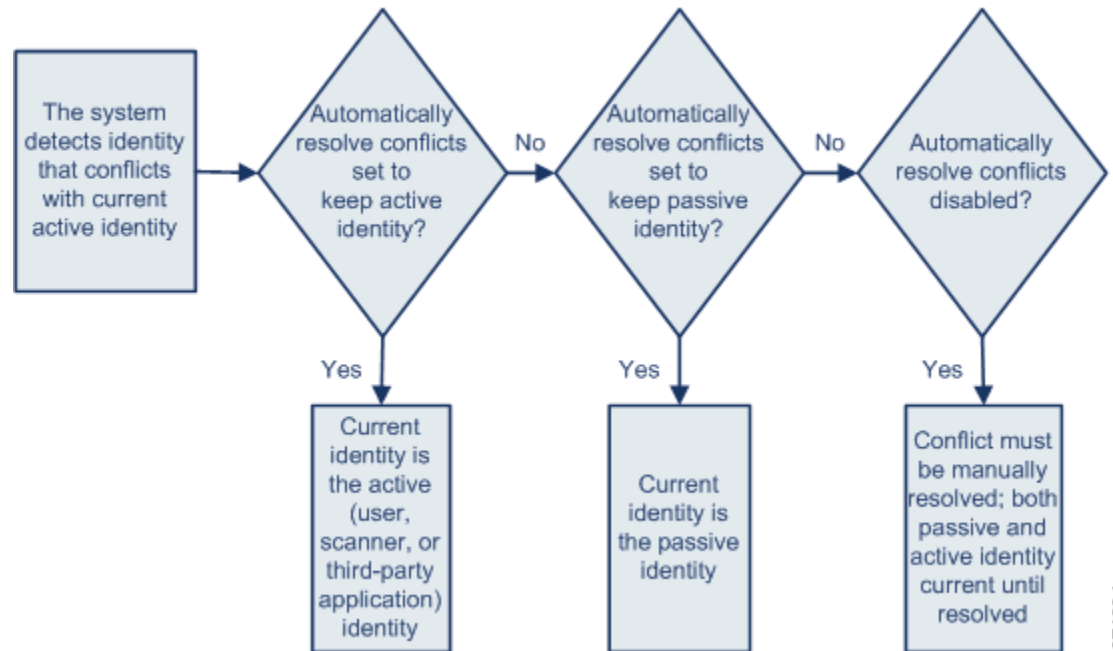 The system
detects identity
that conflicts
with current
active identity
Automatically
resolve conflicts
set to
keep active
identity?
No
Automatically
resolve conflicts
set to
keep passive
identity?
No
Automatically
resolve conflicts
disabled?
Yes
Current
identity is
the active
(user,
scanner, or
third-party
application)
identity
Yes
Current
identity is
the passive
identity
Yes
Conflict must
be manually
resolved; both
passive and
active identity
current until
resolved